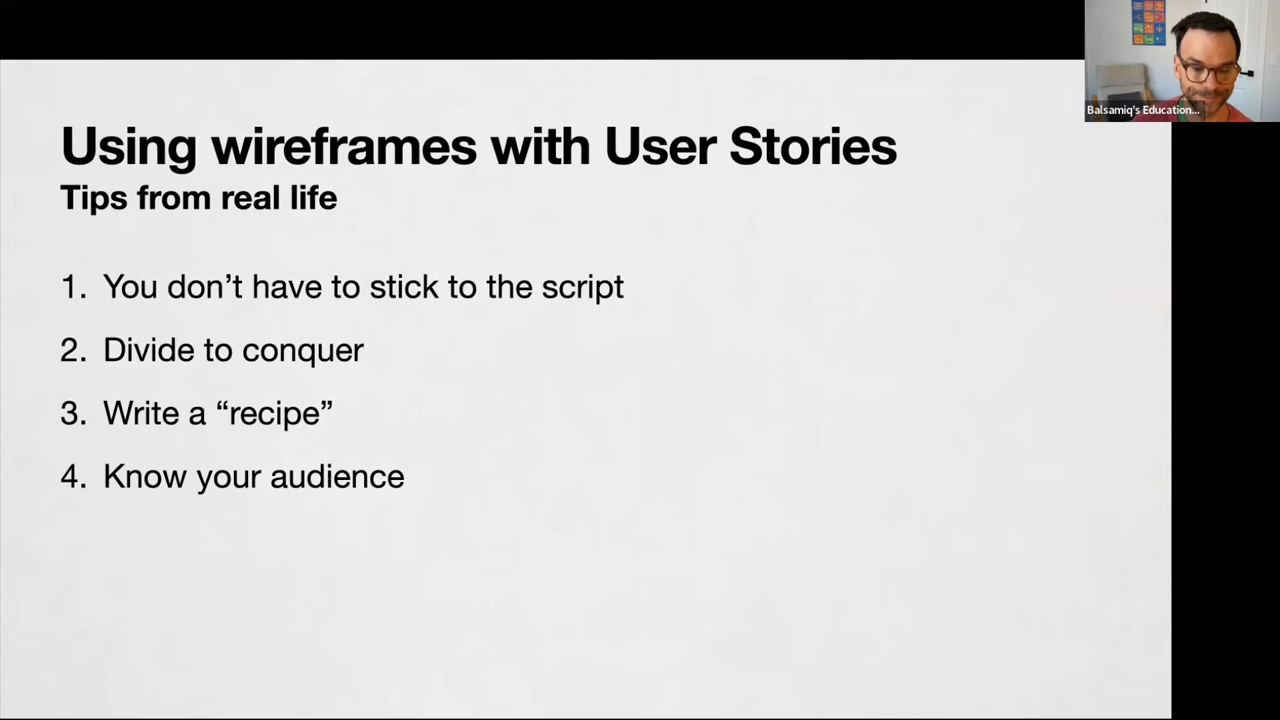 Balsamiq's Education...
Using wireframes with User Stories
Tips from real life
1. You don’t have to stick to the script
2. Divide to conquer
3. Write a “recipe”
4. Know your audience